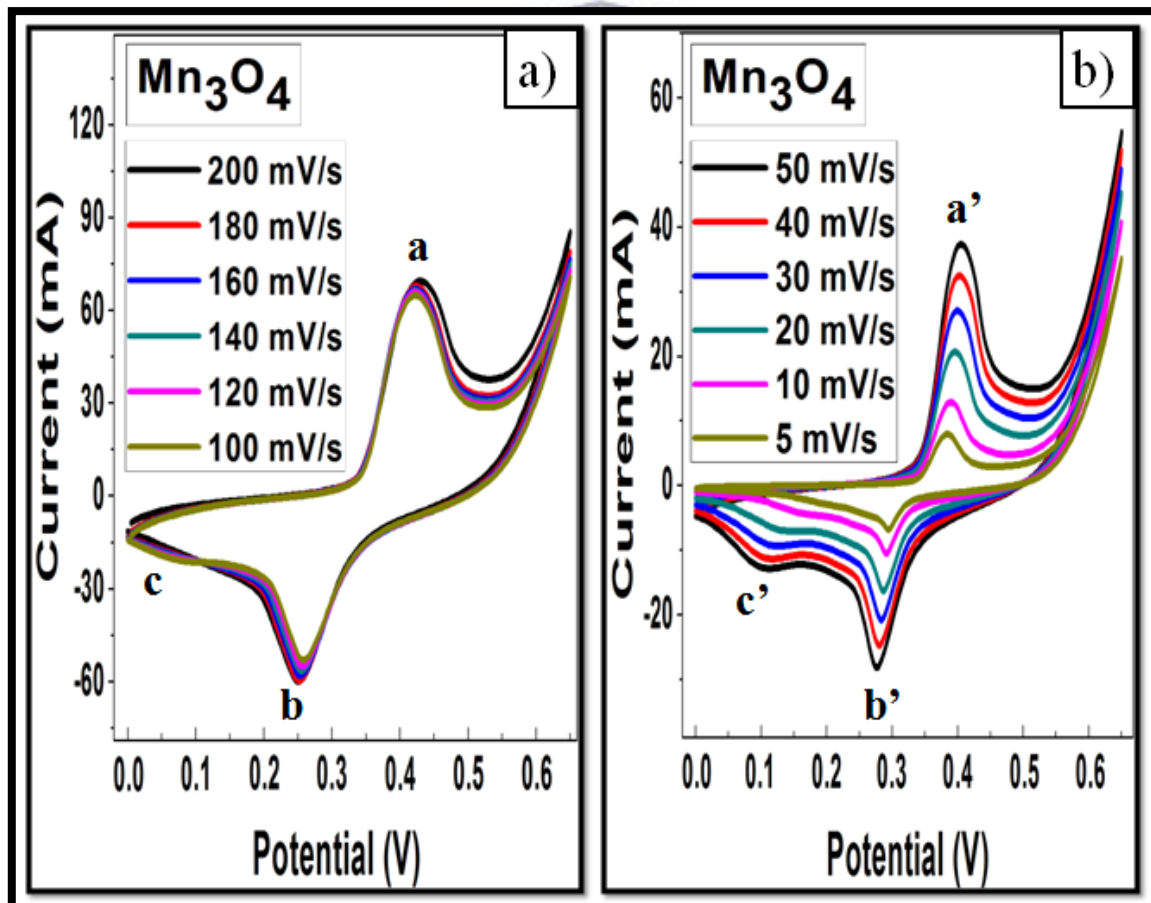 a)
Mn₃O₄
200 mV/s
180 mV/s
160 mV/s
140 mV/s
120 mV/s
100 mV/s
a
b
c
120
90
60
30
0
-30
-60
Current (mA)
0.0 0.1 0.2 0.3 0.4 0.5 0.6
Potential (V)
b)
Mn₃O₄
50 mV/s
40 mV/s
30 mV/s
20 mV/s
10 mV/s
5 mV/s
a’
b’
c’
60
40
20
0
-20
Current (mA)
0.0 0.1 0.2 0.3 0.4 0.5 0.6
Potential (V)